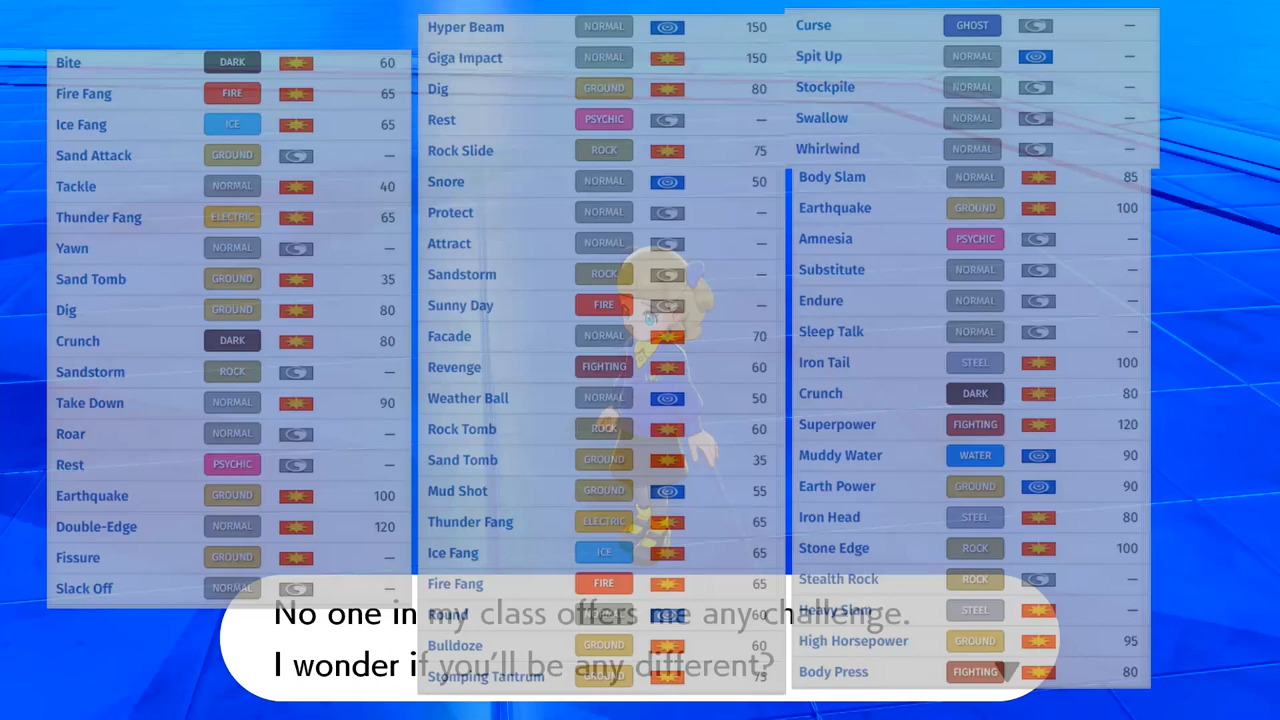 Bite DARK 60
Fire Fang FIRE 65
Ice Fang ICE 65
Sand Attack GROUND —
Tackle NORMAL 40
Thunder Fang ELECTRIC 65
Yawn NORMAL —
Sand Tomb GROUND 35
Dig GROUND 80
Crunch DARK 80
Sandstorm ROCK —
Take Down NORMAL 90
Roar NORMAL —
Rest PSYCHIC —
Earthquake GROUND 100
Double-Edge NORMAL 120
Fissure GROUND —
Slack Off NORMAL —
Hyper Beam NORMAL 150
Giga Impact NORMAL 150
Dig GROUND 80
Rest PSYCHIC —
Rock Slide ROCK 75
Snore NORMAL 50
Protect NORMAL —
Attract NORMAL —
Sandstorm ROCK —
Sunny Day FIRE —
Facade NORMAL 70
Revenge FIGHTING 60
Weather Ball NORMAL 50
Rock Tomb ROCK 60
Sand Tomb GROUND 35
Mud Shot GROUND 55
Thunder Fang ELECTRIC 65
Ice Fang ICE 65
Fire Fang FIRE 65
Round NORMAL 60
Bulldoze GROUND 60
Stomping Tantrum GROUND 75
Curse GHOST —
Spit Up NORMAL —
Stockpile NORMAL —
Swallow NORMAL —
Whirlwind NORMAL —
Body Slam NORMAL 85
Earthquake GROUND 100
Amnesia PSYCHIC —
Substitute NORMAL —
Endure NORMAL —
Sleep Talk NORMAL —
Iron Tail STEEL 100
Crunch DARK 80
Superpower FIGHTING 120
Muddy Water WATER 90
Earth Power GROUND 90
Iron Head STEEL 80
Stone Edge ROCK 100
Stealth Rock ROCK —
Heavy Slam STEEL —
High Horsepower GROUND 95
Body Press FIGHTING 80
No one in my class offers me any challenge.
I wonder if you'll be any different?